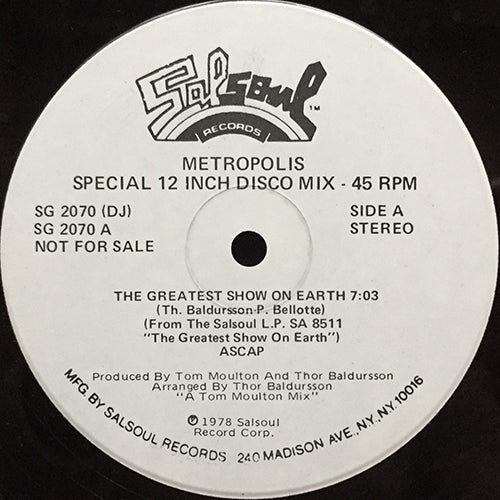 Salsoul TM
RECORDS
METROPOLIS
SPECIAL 12 INCH DISCO MIX - 45 RPM
SG 2070 (DJ)
SG 2070 A
NOT FOR SALE
SIDE A
STEREO
THE GREATEST SHOW ON EARTH 7:03
(Th. Baldursson-P. Bellotte)
(From The Salsoul L.P. SA 8511
"The Greatest Show On Earth")
ASCAP
Produced By Tom Moulton And Thor Baldursson
Arranged By Thor Baldursson
"A Tom Moulton Mix"
℗ 1978 Salsoul
Record Corp.
MFG. BY SALSOUL RECORDS 240 MADISON AVE., N.Y., N.Y. 10016